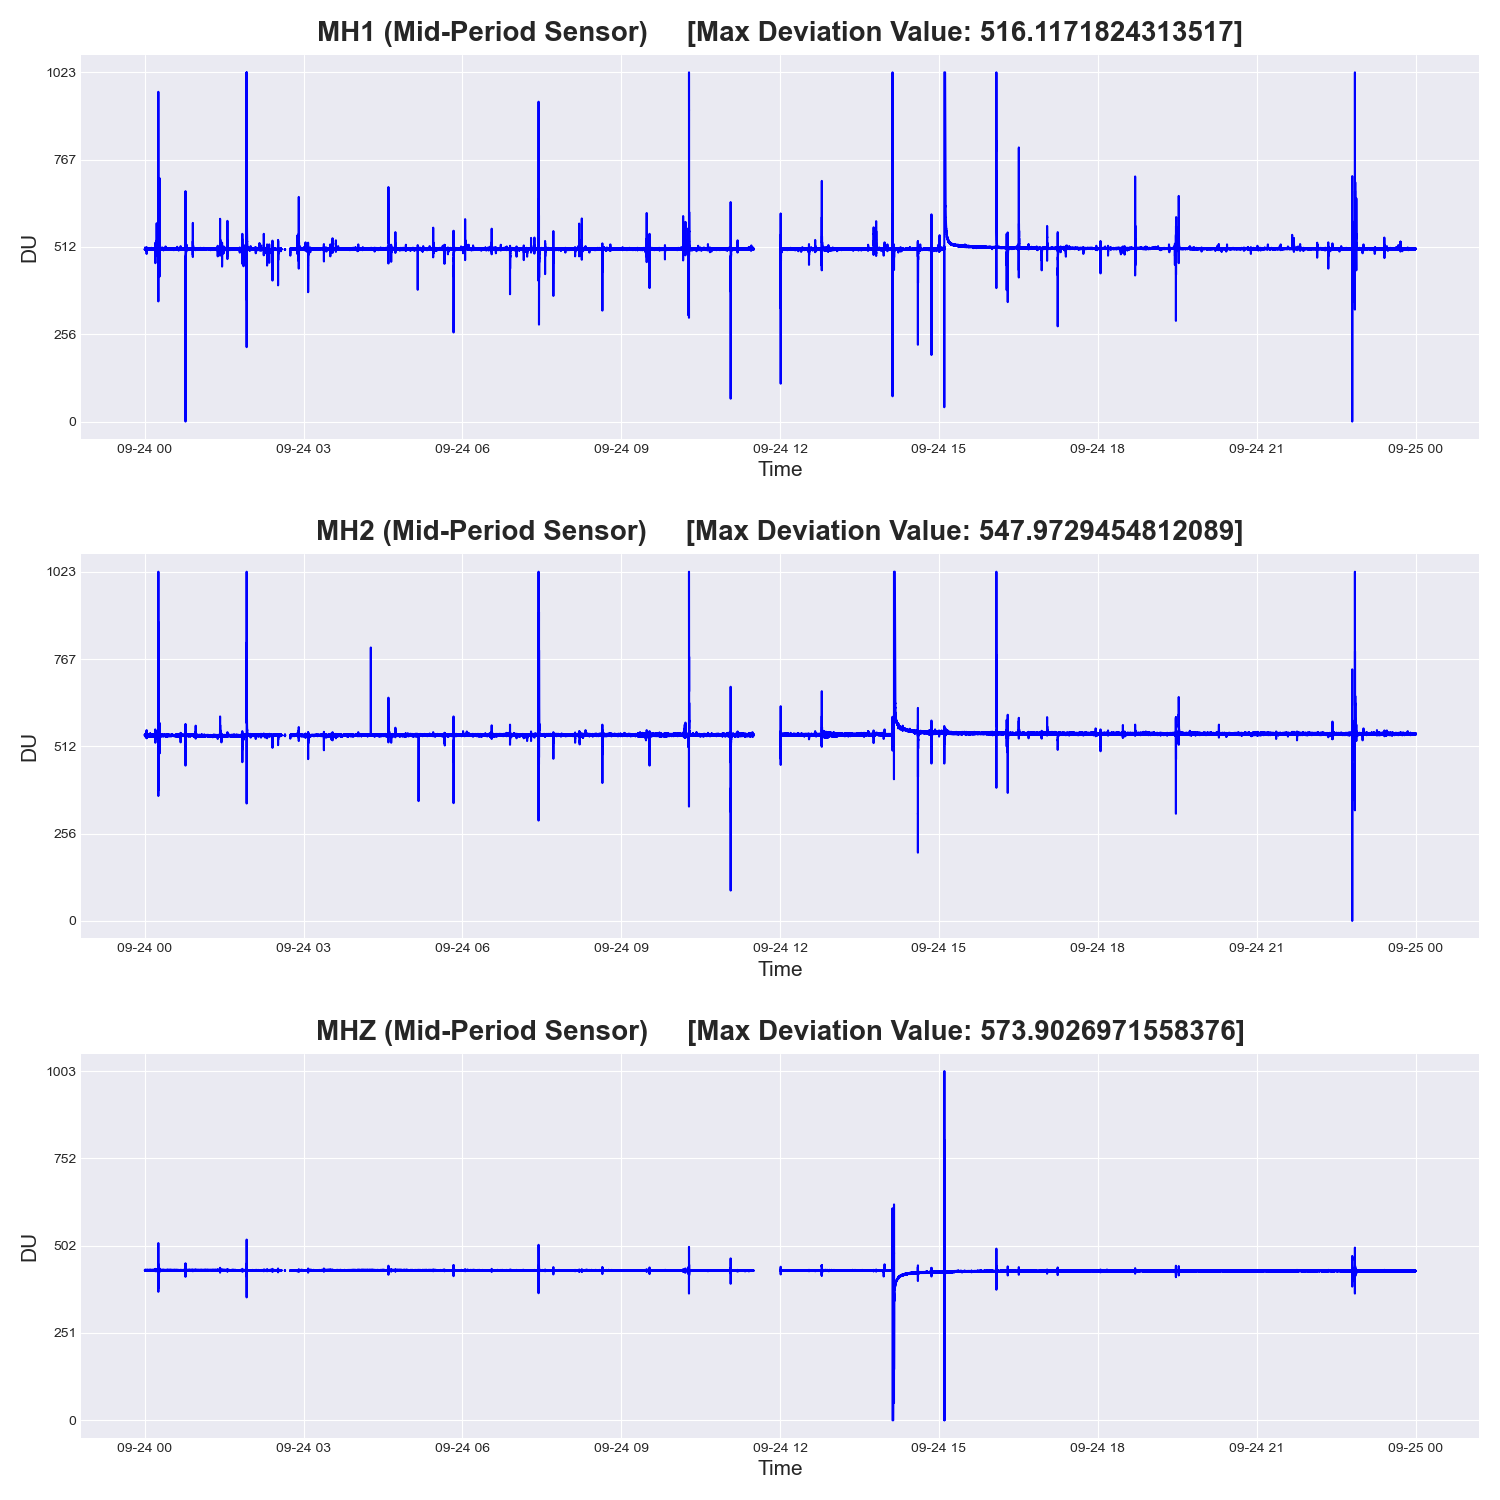 MH1 (Mid-Period Sensor) [Max Deviation Value: 516.1171824313517]
1023
767
512
256
0
DU
09-24 00 09-24 03 09-24 06 09-24 09 09-24 12 09-24 15 09-24 18 09-24 21 09-25 00
Time
MH2 (Mid-Period Sensor) [Max Deviation Value: 547.9729454812089]
1023
767
512
256
0
DU
09-24 00 09-24 03 09-24 06 09-24 09 09-24 12 09-24 15 09-24 18 09-24 21 09-25 00
Time
MHZ (Mid-Period Sensor) [Max Deviation Value: 573.9026971558376]
1003
752
502
251
0
DU
09-24 00 09-24 03 09-24 06 09-24 09 09-24 12 09-24 15 09-24 18 09-24 21 09-25 00
Time